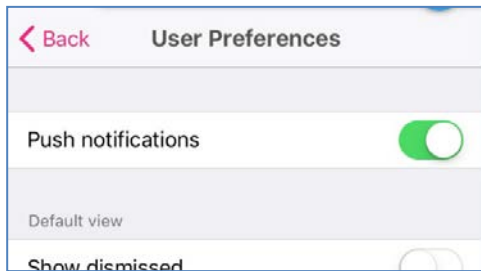 Back User Preferences
Push notifications
Default view
Show dismissed